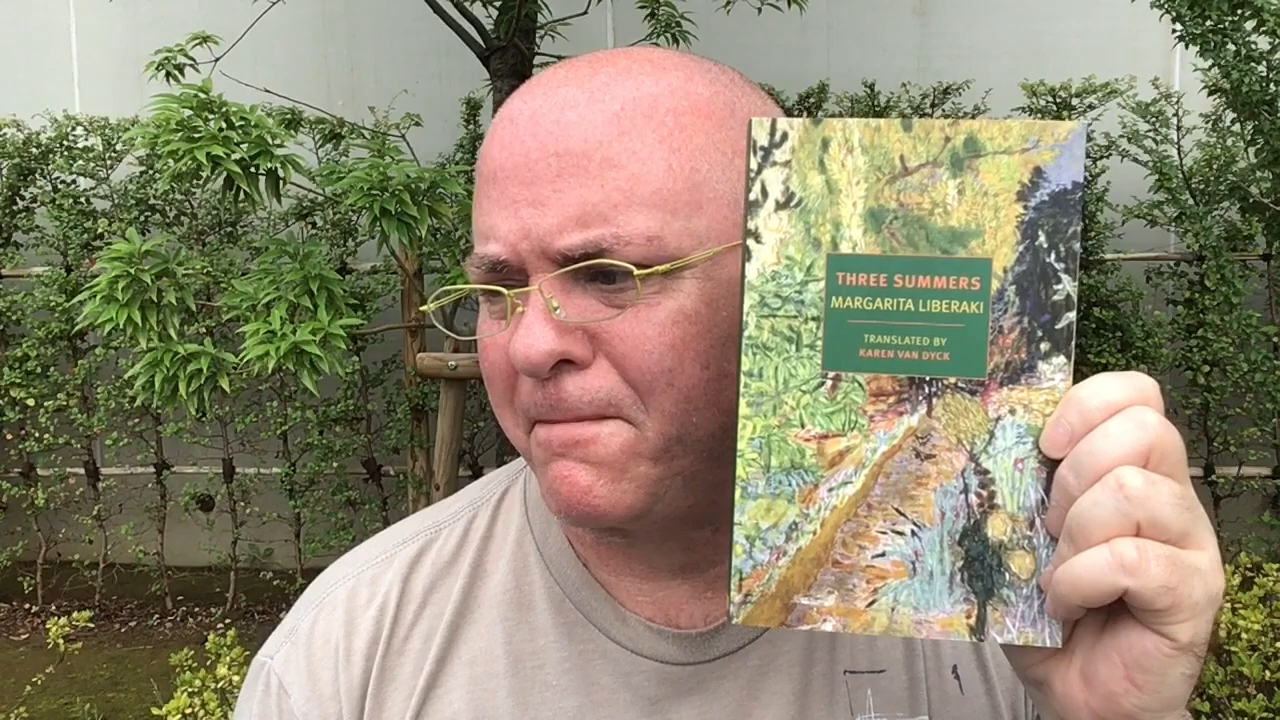 THREE SUMMERS
MARGARITA LIBERAKI
TRANSLATED BY
KAREN VAN DYCK